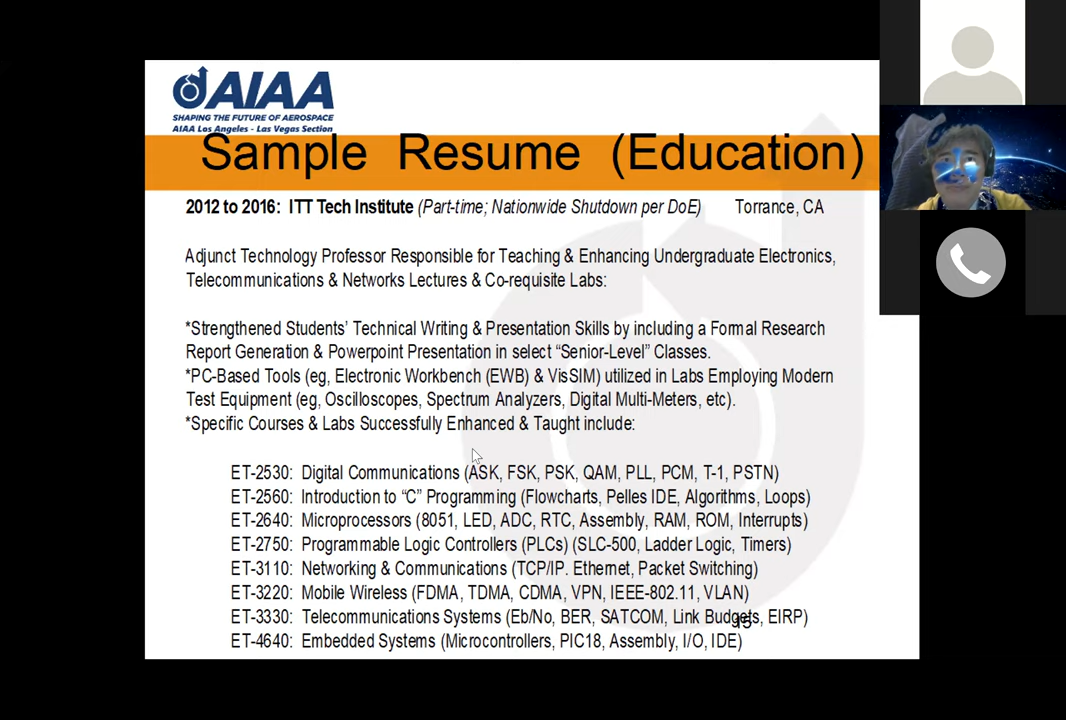 AIAA
SHAPING THE FUTURE OF AEROSPACE
AIAA Los Angeles - Las Vegas Section
Sample Resume (Education)
2012 to 2016: ITT Tech Institute (Part-time; Nationwide Shutdown per DoE) Torrance, CA
Adjunct Technology Professor Responsible for Teaching & Enhancing Undergraduate Electronics,
Telecommunications & Networks Lectures & Co-requisite Labs:
*Strengthened Students' Technical Writing & Presentation Skills by including a Formal Research
Report Generation & Powerpoint Presentation in select “Senior-Level” Classes.
*PC-Based Tools (eg, Electronic Workbench (EWB) & VisSIM) utilized in Labs Employing Modern
Test Equipment (eg, Oscilloscopes, Spectrum Analyzers, Digital Multi-Meters, etc).
*Specific Courses & Labs Successfully Enhanced & Taught include:
ET-2530: Digital Communications (ASK, FSK, PSK, QAM, PLL, PCM, T-1, PSTN)
ET-2560: Introduction to “C” Programming (Flowcharts, Pelles IDE, Algorithms, Loops)
ET-2640: Microprocessors (8051, LED, ADC, RTC, Assembly, RAM, ROM, Interrupts)
ET-2750: Programmable Logic Controllers (PLCs) (SLC-500, Ladder Logic, Timers)
ET-3110: Networking & Communications (TCP/IP. Ethernet, Packet Switching)
ET-3220: Mobile Wireless (FDMA, TDMA, CDMA, VPN, IEEE-802.11, VLAN)
ET-3330: Telecommunications Systems (Eb/No, BER, SATCOM, Link Budgets, EIRP)
15
ET-4640: Embedded Systems (Microcontrollers, PIC18, Assembly, I/O, IDE)